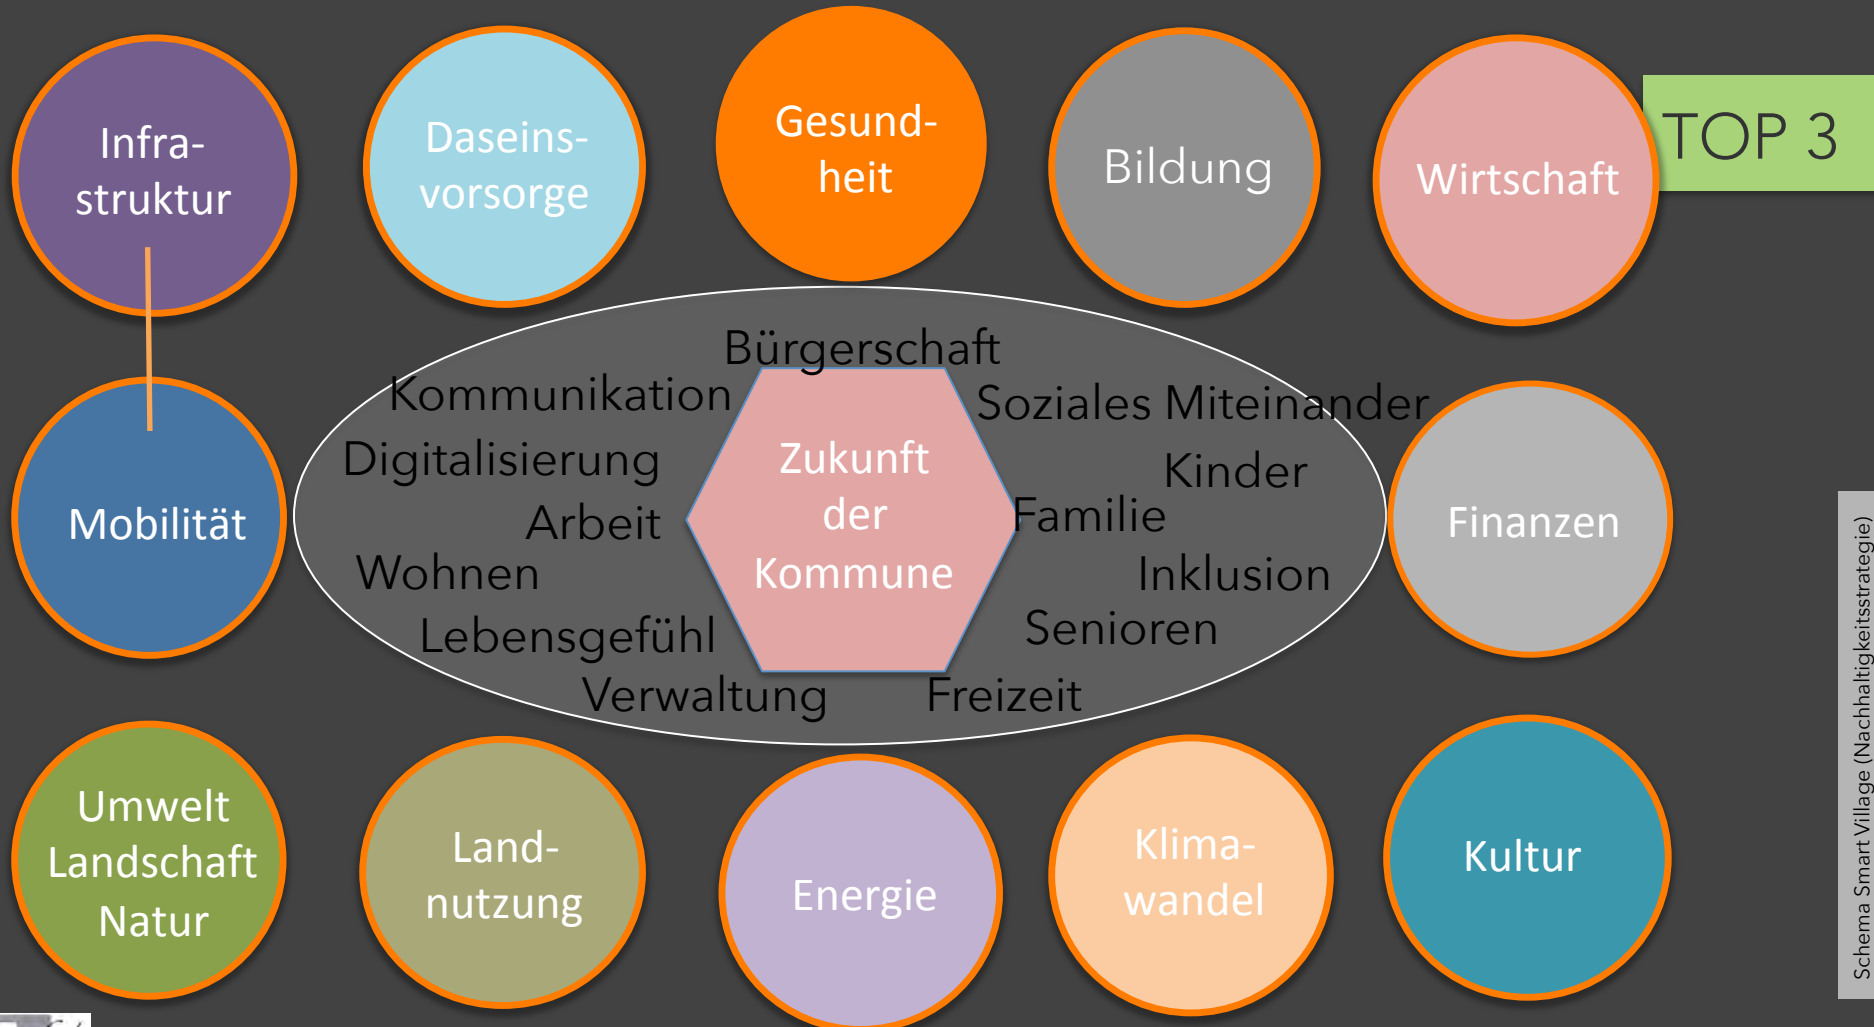 Infra-
struktur
Daseins-
vorsorge
Gesund-
heit
Bildung
Wirtschaft
TOP 3
Bürgerschaft
Kommunikation
Soziales Miteinander
Digitalisierung
Kinder
Arbeit
Familie
Wohnen
Inklusion
Lebensgefühl
Senioren
Verwaltung
Freizeit
Zukunft
der
Kommune
Mobilität
Finanzen
Umwelt
Landschaft
Natur
Land-
nutzung
Energie
Klima-
wandel
Kultur
Schema Smart Village (Nachhaltigkeitsstrategie)